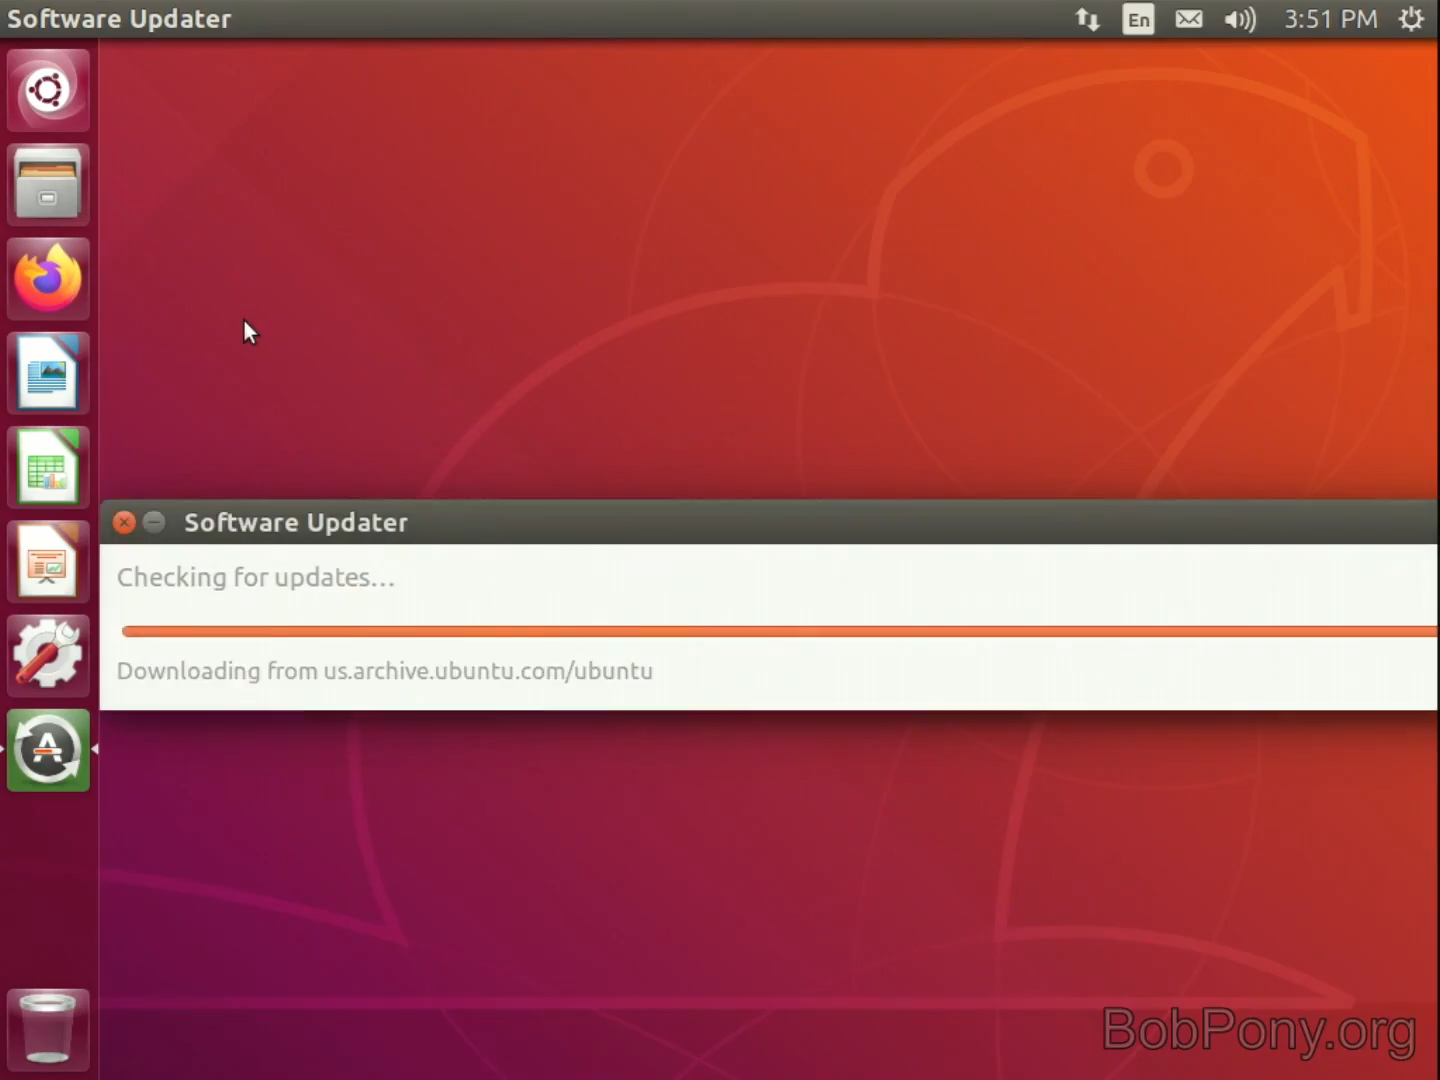 Software Updater
En
3:51 PM
Software Updater
Checking for updates...
Downloading from us.archive.ubuntu.com/ubuntu
BobPony.org